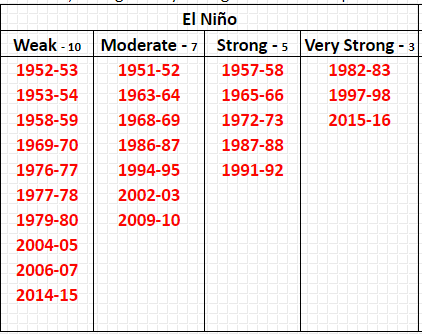 El Niño
Weak - 10 Moderate - 7 Strong - 5 Very Strong - 3
1952-53 1951-52 1957-58 1982-83
1953-54 1963-64 1965-66 1997-98
1958-59 1968-69 1972-73 2015-16
1969-70 1986-87 1987-88
1976-77 1994-95 1991-92
1977-78 2002-03
1979-80 2009-10
2004-05
2006-07
2014-15